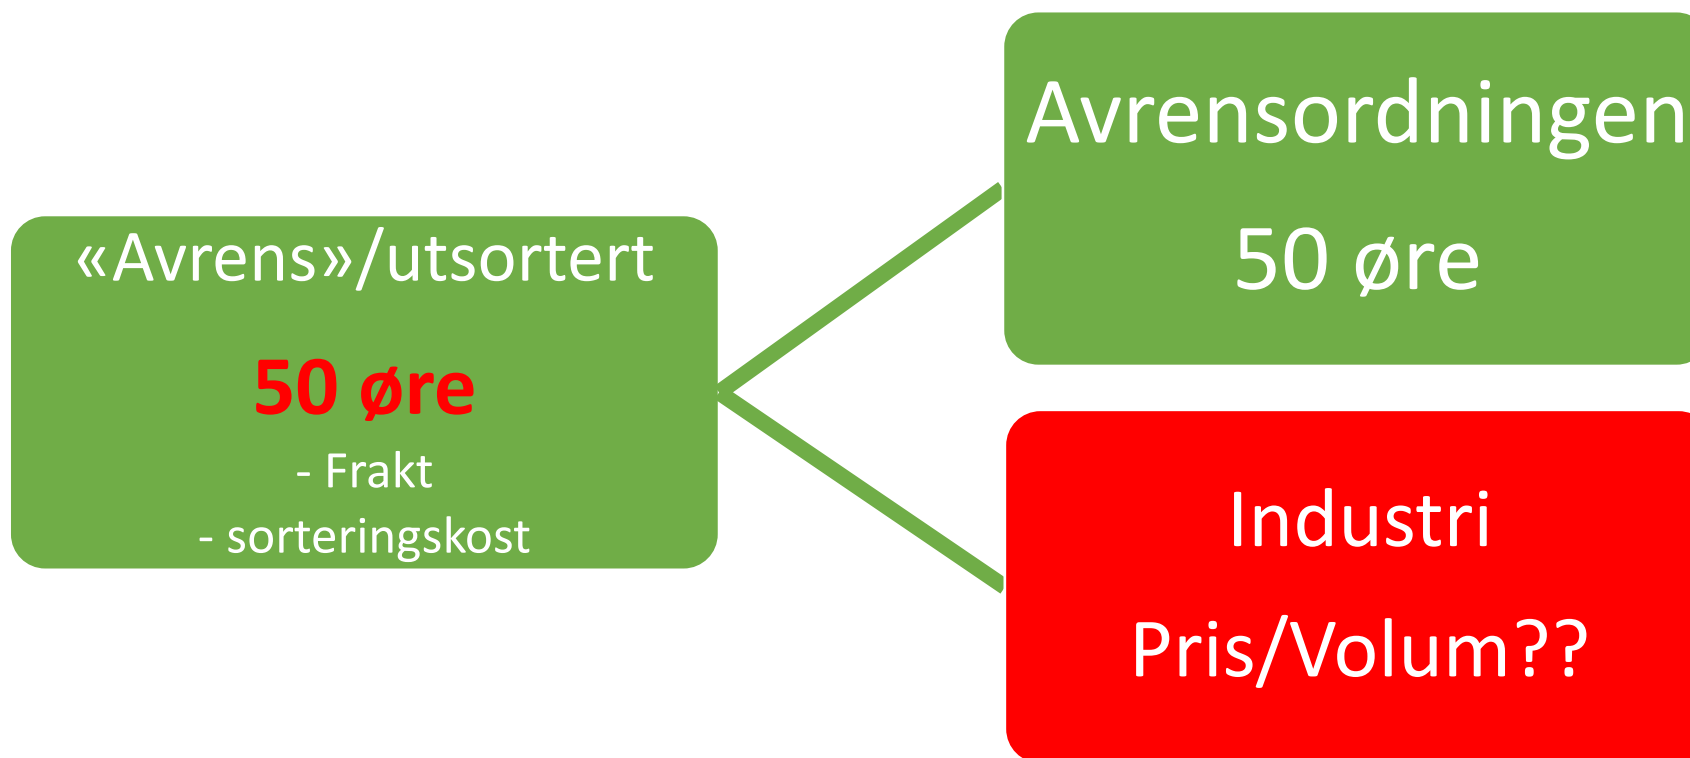 «Avrens»/utsortert
50 øre
- Frakt
- sorteringskost
Avrensordningen
50 øre
Industri
Pris/Volum??